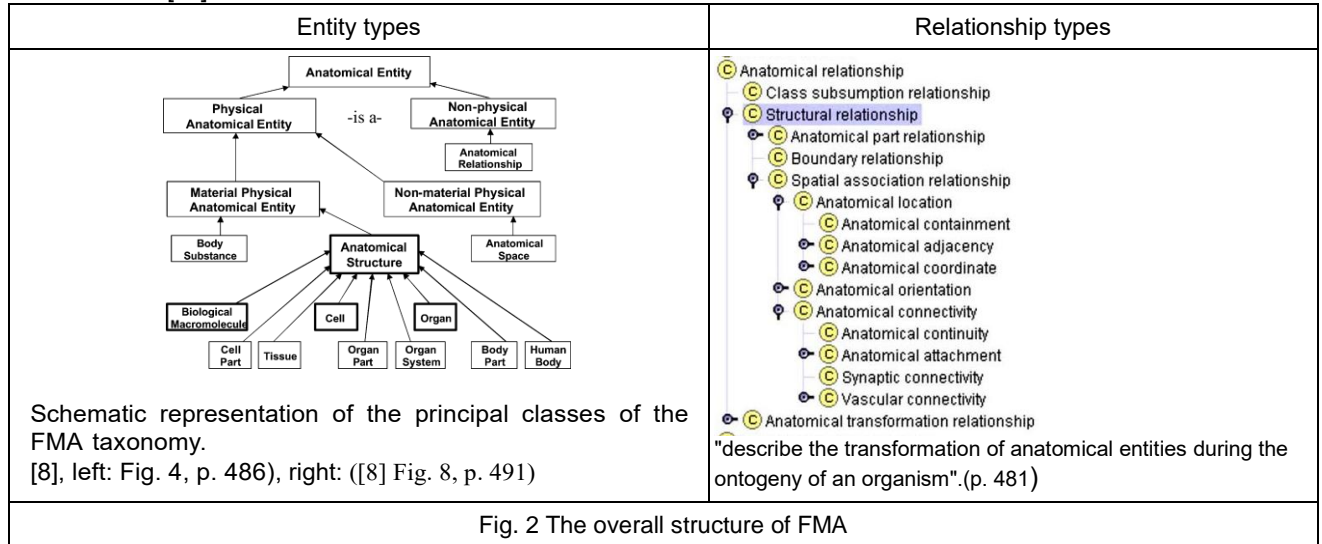 Entity types
Relationship types
Anatomical Entity
Physical
Anatomical Entity
-is a-
Non-physical
Anatomical Entity
Anatomical
Relationship
Material Physical
Anatomical Entity
Non-material Physical
Anatomical Entity
Body
Substance
Anatomical
Structure
Anatomical
Space
Biological
Macromolecule
Cell
Organ
Cell
Part
Tissue
Organ
Part
Organ
System
Body
Part
Human
Body
Schematic representation of the principal classes of the
FMA taxonomy.
[8], left: Fig. 4, p. 486), right: ([8] Fig. 8, p. 491)
C Anatomical relationship
C Class subsumption relationship
C Structural relationship
C Anatomical part relationship
C Boundary relationship
C Spatial association relationship
C Anatomical location
C Anatomical containment
C Anatomical adjacency
C Anatomical coordinate
C Anatomical orientation
C Anatomical connectivity
C Anatomical continuity
C Anatomical attachment
C Synaptic connectivity
C Vascular connectivity
C Anatomical transformation relationship
"describe the transformation of anatomical entities during the
ontogeny of an organism".(p. 481)
Fig. 2 The overall structure of FMA